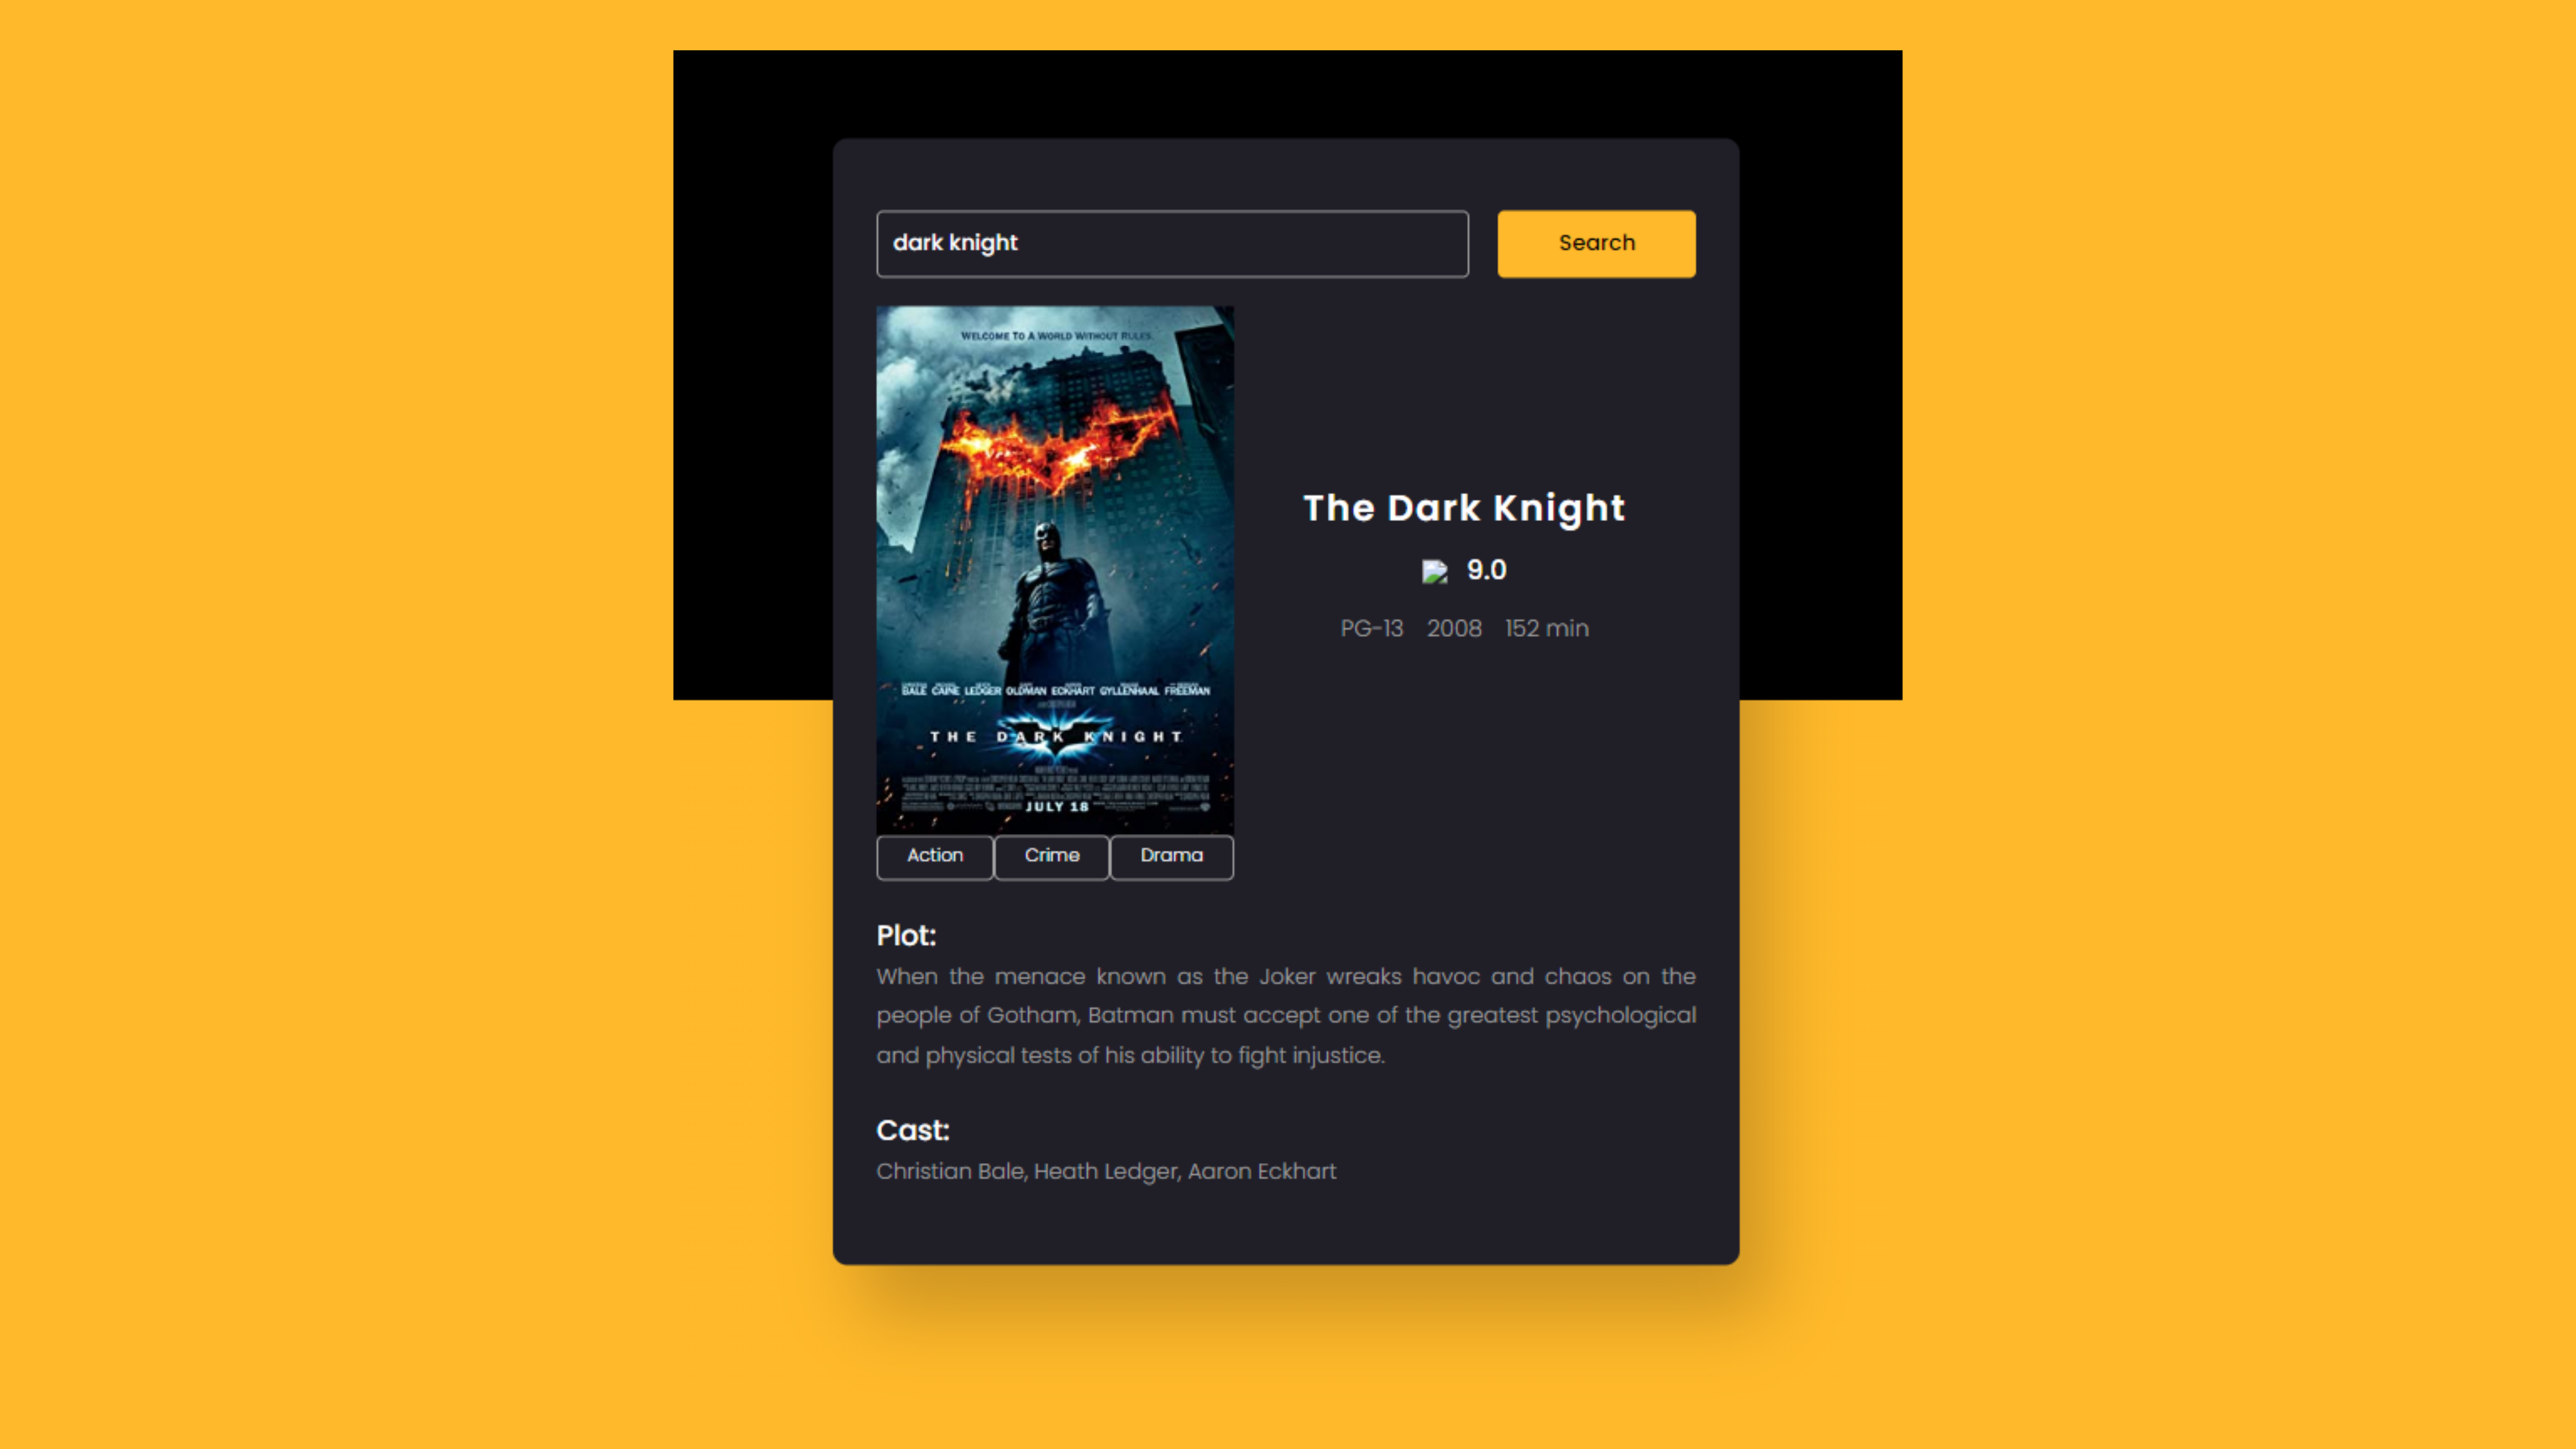 dark knight
Search
WELCOME TO A WORLD WITHOUT RULES.
BALE CAINE LEDGER OLDMAN ECKHART GYLLENHAAL FREEMAN
THE DARK KNIGHT
JULY 18
The Dark Knight
9.0
PG-13 2008 152 min
Action Crime Drama
Plot:
When the menace known as the Joker wreaks havoc and chaos on the
people of Gotham, Batman must accept one of the greatest psychological
and physical tests of his ability to fight injustice.
Cast:
Christian Bale, Heath Ledger, Aaron Eckhart